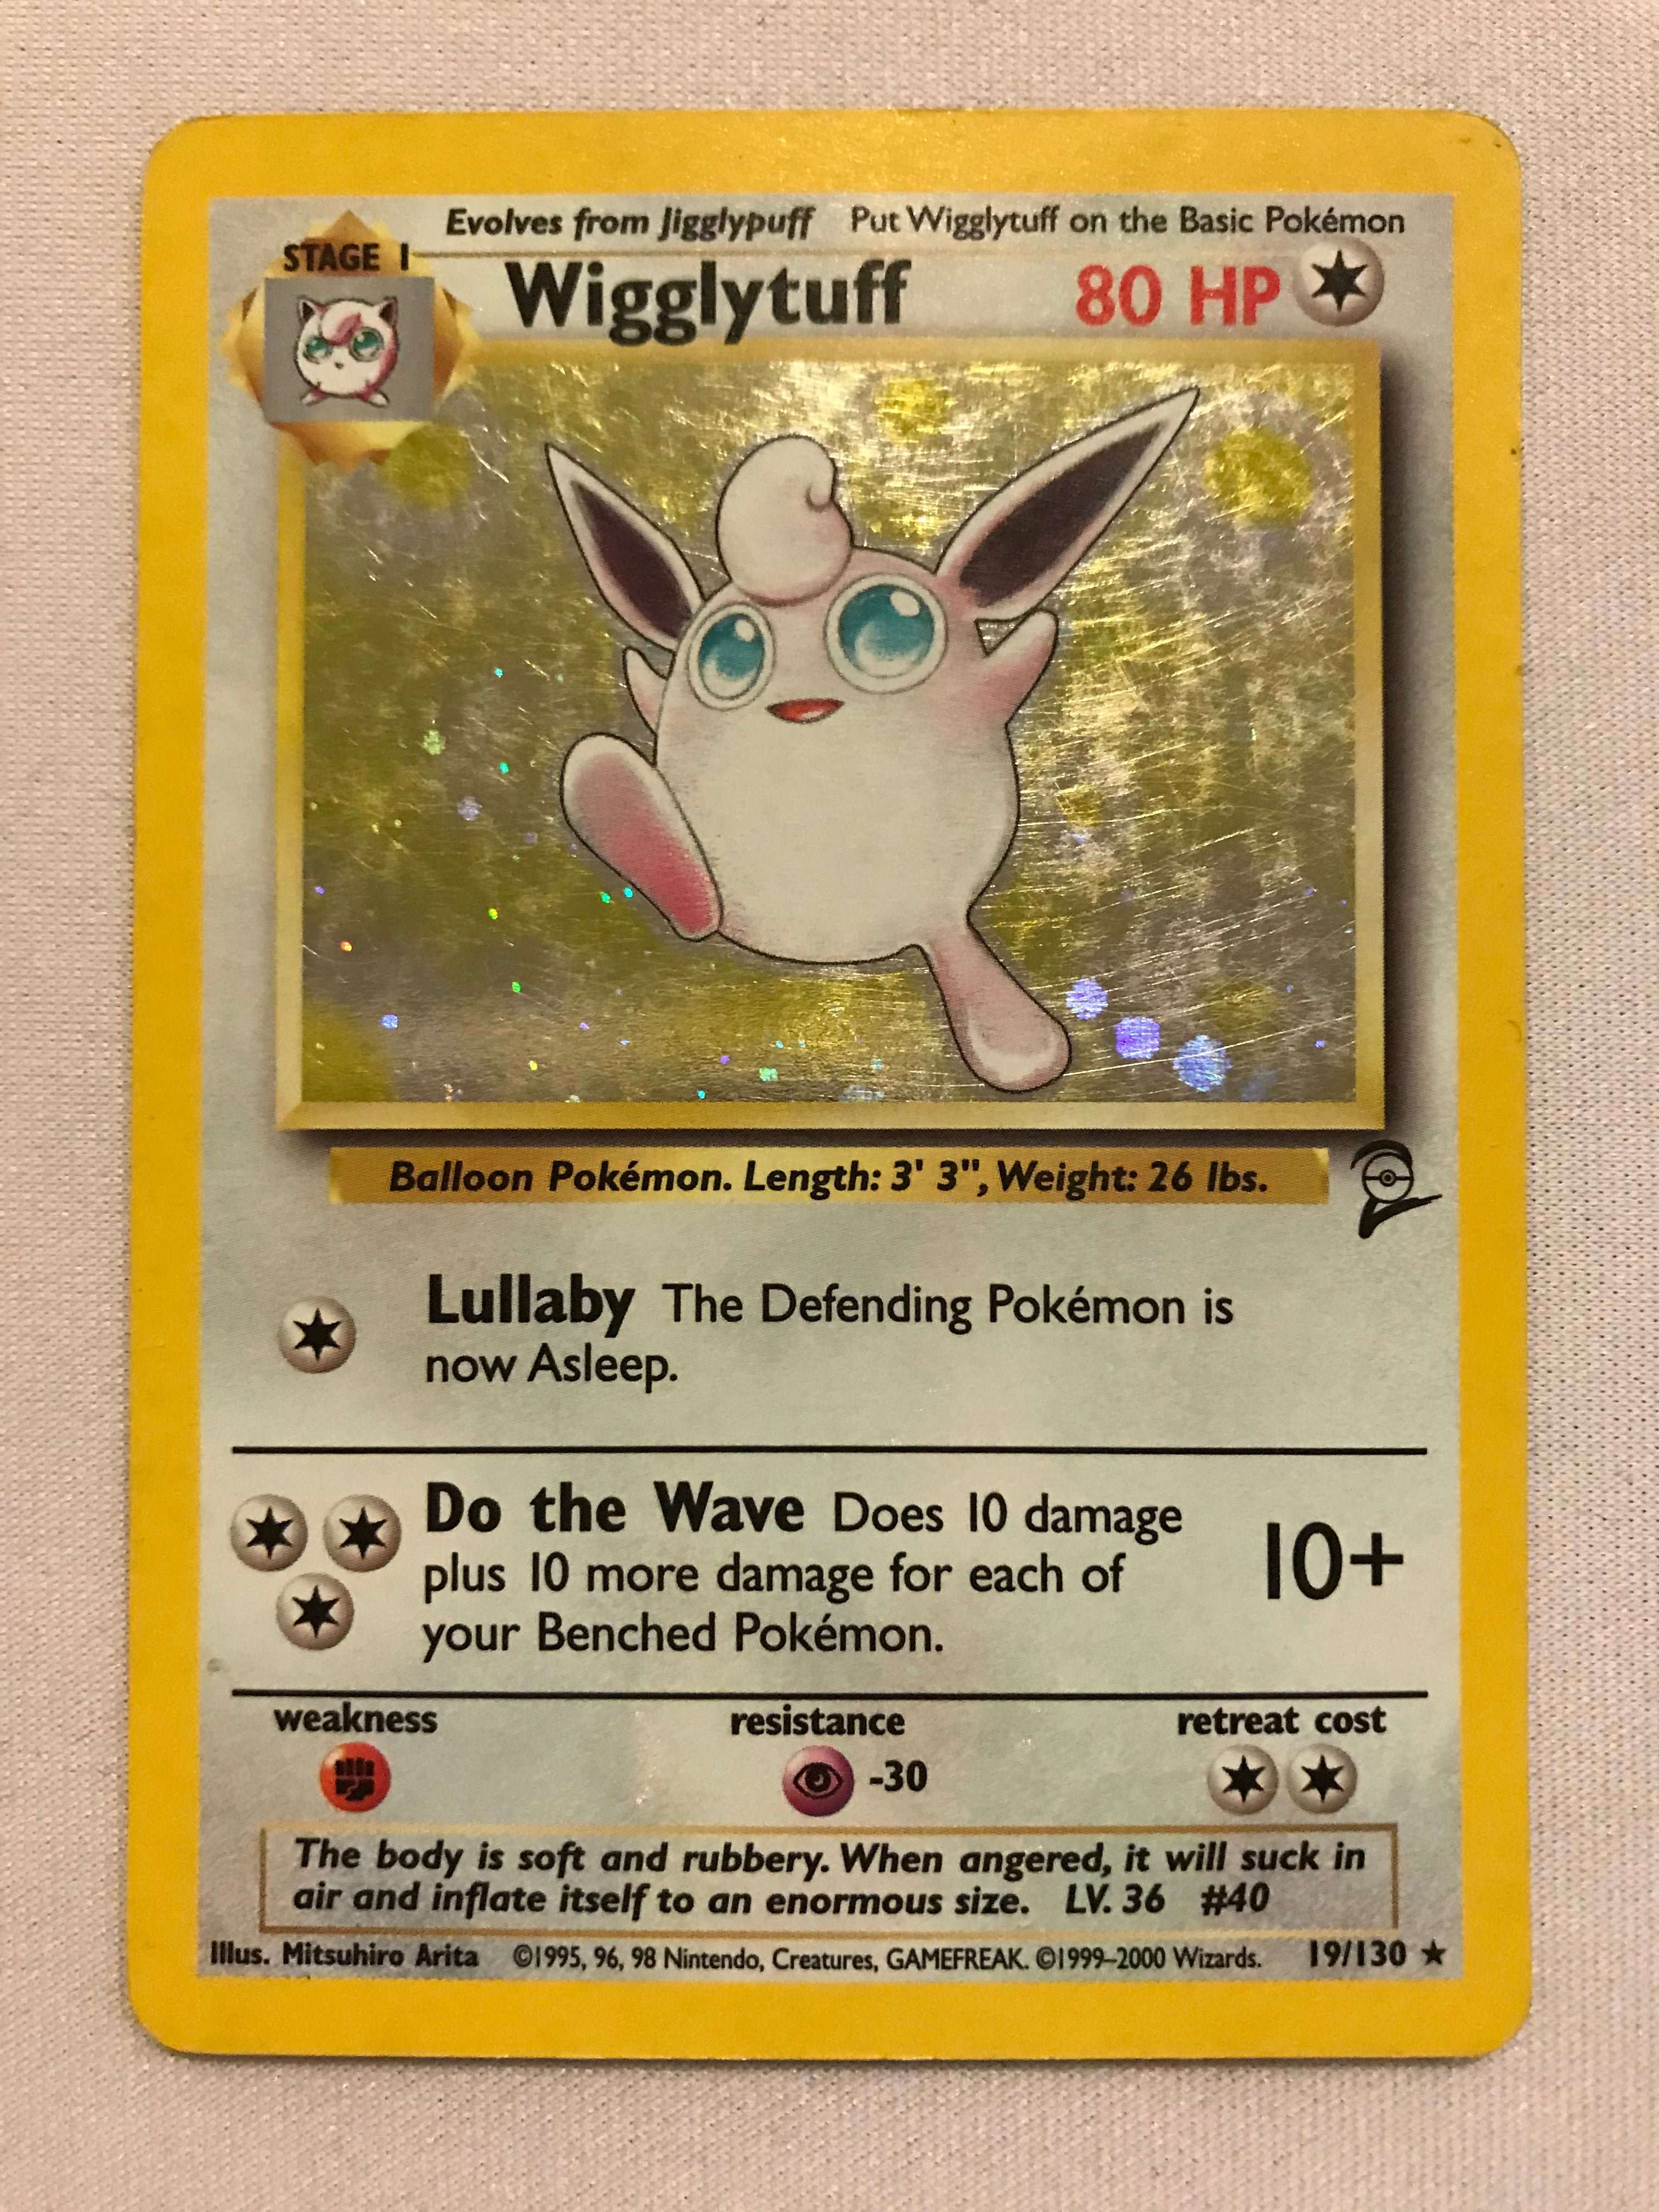 Evolves from Jigglypuff Put Wigglytuff on the Basic Pokémon
STAGE 1
Wigglytuff 80 HP
Balloon Pokémon. Length: 3' 3", Weight: 26 lbs.
Lullaby The Defending Pokémon is
now Asleep.
Do the Wave Does 10 damage
plus 10 more damage for each of
your Benched Pokémon.
10+
weakness resistance retreat cost
-30
The body is soft and rubbery. When angered, it will suck in
air and inflate itself to an enormous size. LV. 36 #40
Illus. Mitsuhiro Arita ©1995, 96, 98 Nintendo, Creatures, GAMEFREAK. ©1999–2000 Wizards. 19/130 ★